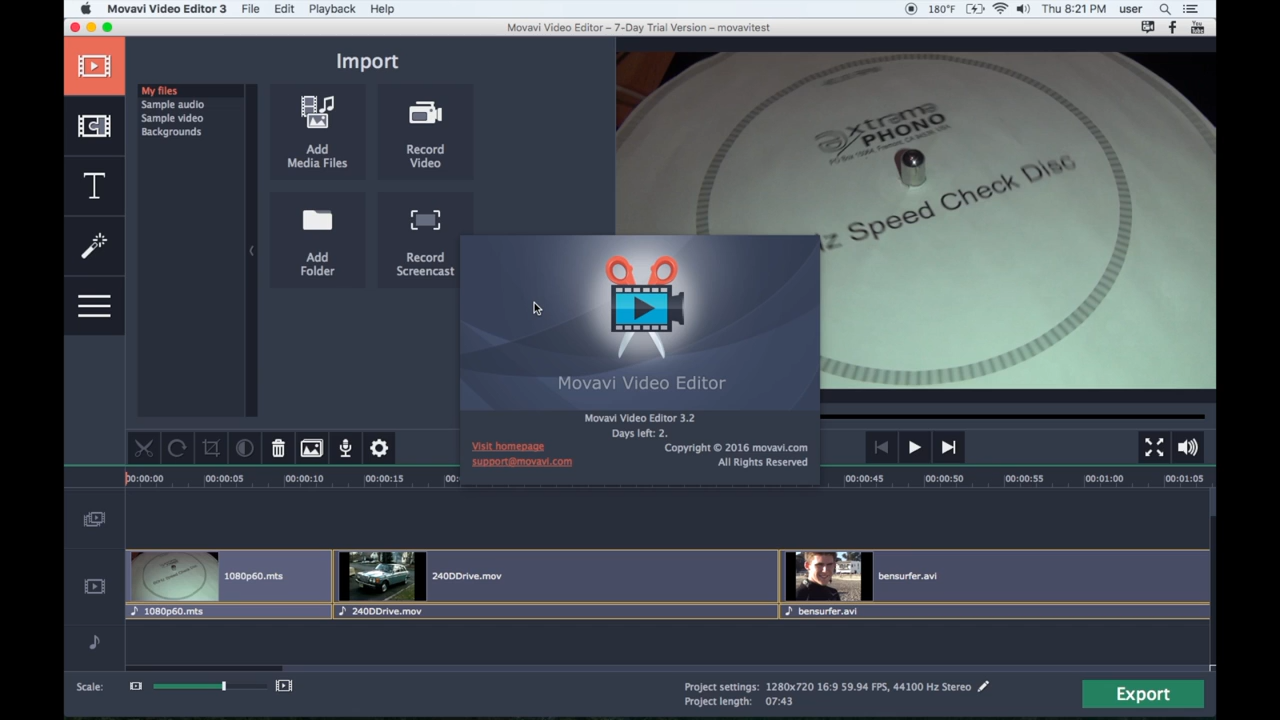 Movavi Video Editor 3 File Edit Playback Help 180°F Thu 8:21 PM user
Movavi Video Editor – 7-Day Trial Version – movavitest
You Tube
Import
My files
Sample audio
Sample video
Backgrounds
Add
Media Files
Record
Video
Add
Folder
Record
Screencast
T
extreme
PHONO
z Speed Check Disc
Movavi Video Editor
Movavi Video Editor 3.2
Days left: 2.
Visit homepage
support@movavi.com
Copyright © 2016 movavi.com
All Rights Reserved
00:00:00 00:00:05 00:00:10 00:00:15 00: 00:00:45 00:00:50 00:00:55 00:01:00 00:01:05
1080p60.mts
240DDrive.mov
bensurfer.avi
1080p60.mts
240DDrive.mov
bensurfer.avi
Scale:
Project settings: 1280x720 16:9 59.94 FPS, 44100 Hz Stereo
Project length: 07:43
Export